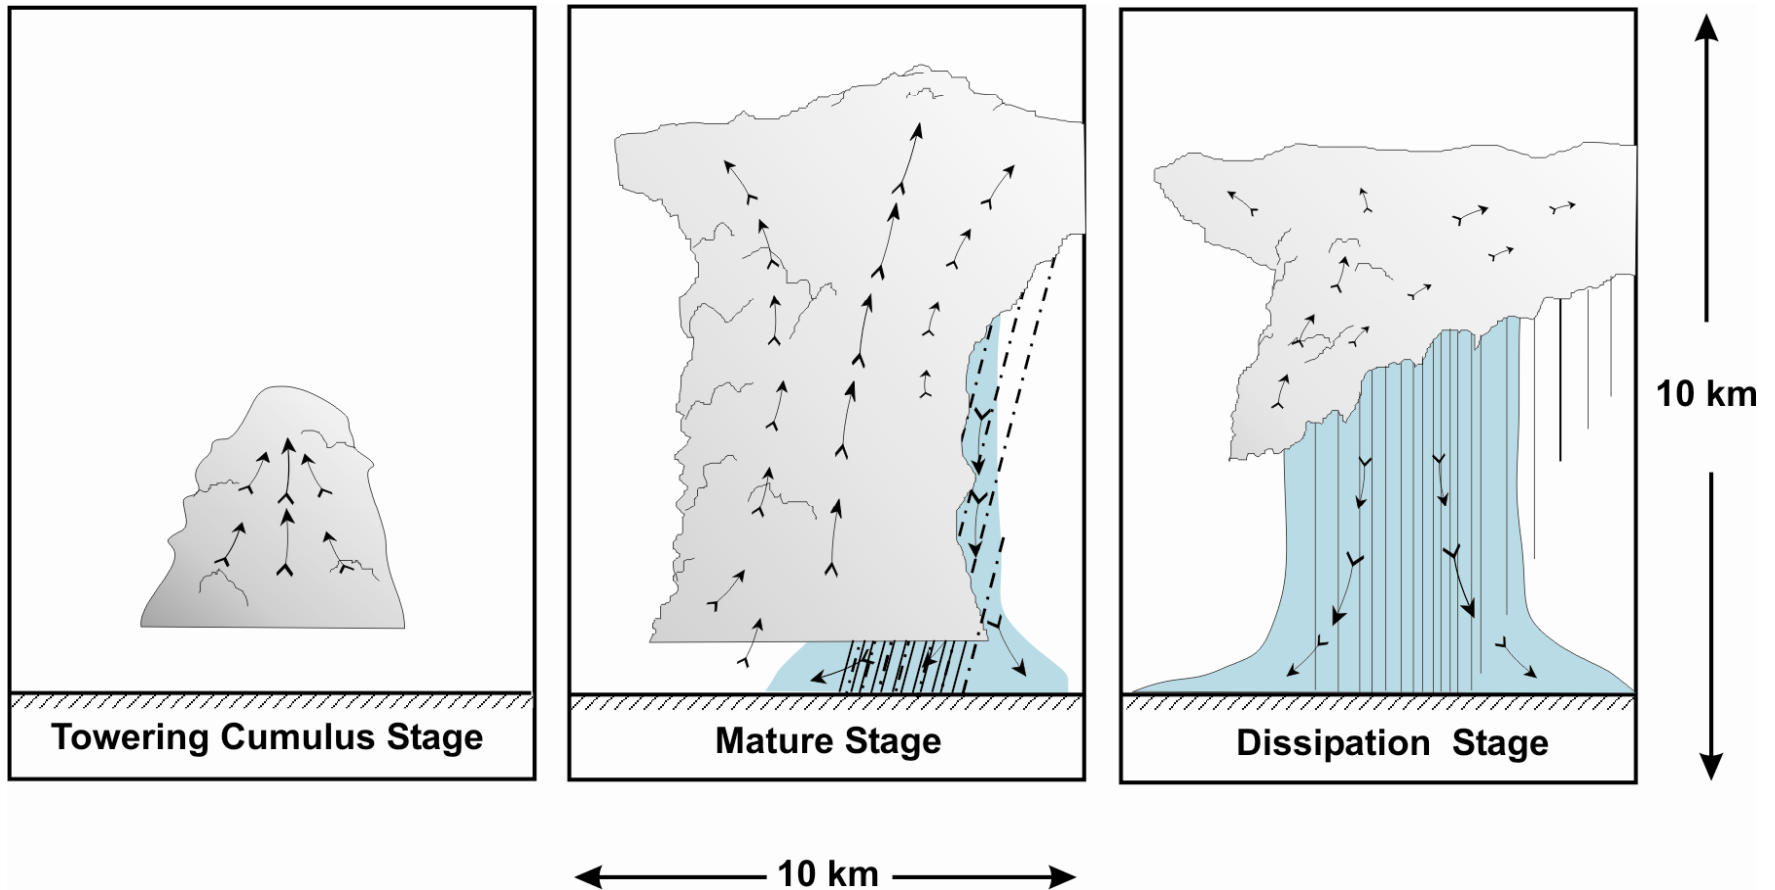 Towering Cumulus Stage
Mature Stage
Dissipation Stage
10 km
10 km